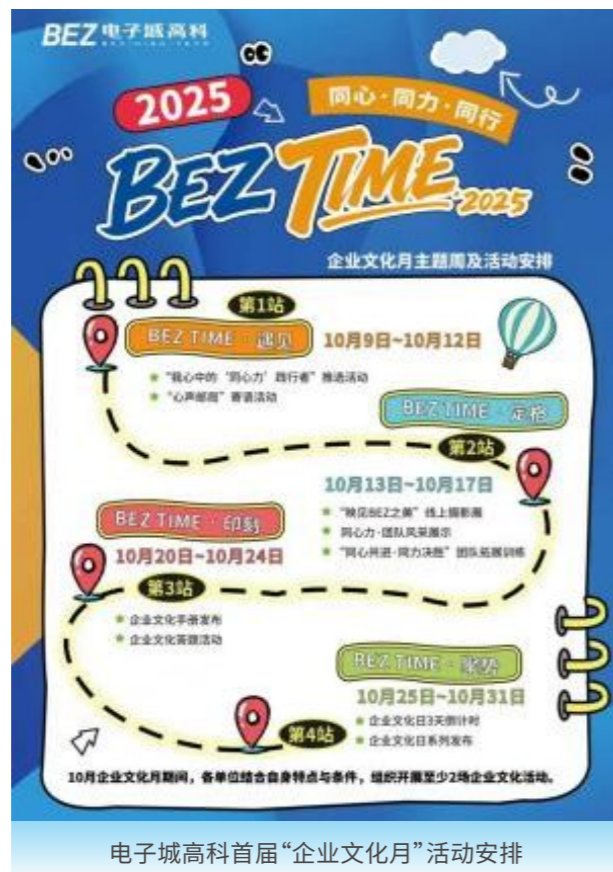 BEZ 电子城高科
2025
同心·同力·同行
BEZ TIME 2025
企业文化月主题周及活动安排
第1站
BEZ TIME · 遇见
10月9日~10月12日
“我心中的‘同心力’践行者”推选活动
“心声邮局”寄语活动
BEZ TIME · 定格
第2站
10月13日~10月17日
“映见BEZ之美”线上摄影展
同心力·团队风采展示
“同心共进·同力决胜”团队拓展训练
BEZ TIME · 印刻
10月20日~10月24日
第3站
企业文化手册发布
企业文化答题活动
BEZ TIME · 聚势
10月25日~10月31日
第4站
企业文化日3天倒计时
企业文化日系列发布
10月企业文化月期间，各单位结合自身特点与条件，组织开展至少2场企业文化活动。
电子城高科首届“企业文化月”活动安排